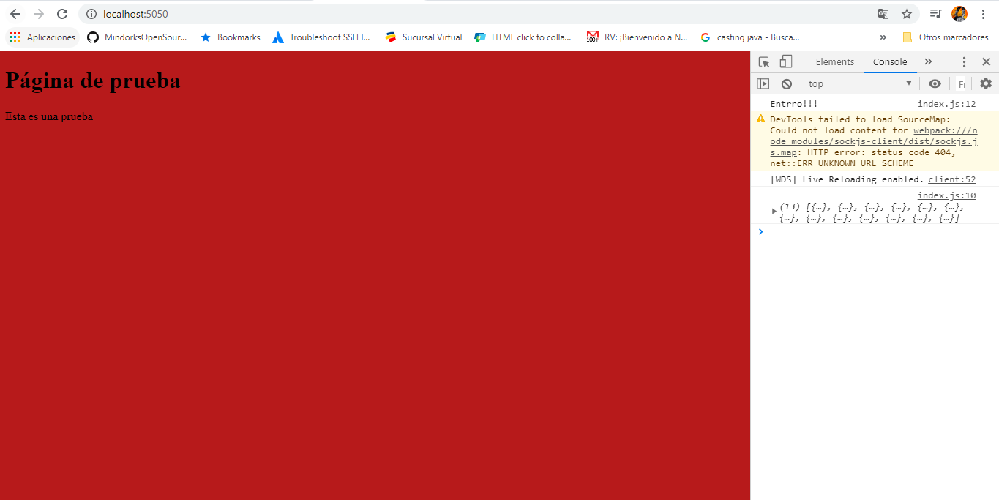 localhost:5050
Aplicaciones MindorksOpenSour... Bookmarks Troubleshoot SSH I... Sucursal Virtual HTML click to colla... 100+ RV: ¡Bienvenido a N... casting java - Busca... » Otros marcadores
Página de prueba
Esta es una prueba
Elements Console »
top Fi
Entrro!!! index.js:12
DevTools failed to load SourceMap:
Could not load content for webpack:///n
ode_modules/sockjs-client/dist/sockjs.j
s.map: HTTP error: status code 404,
net::ERR_UNKNOWN_URL_SCHEME
[WDS] Live Reloading enabled. client:52
index.js:10
(13) [{…}, {…}, {…}, {…}, {…}, {…},
{…}, {…}, {…}, {…}, {…}, {…}, {…}]